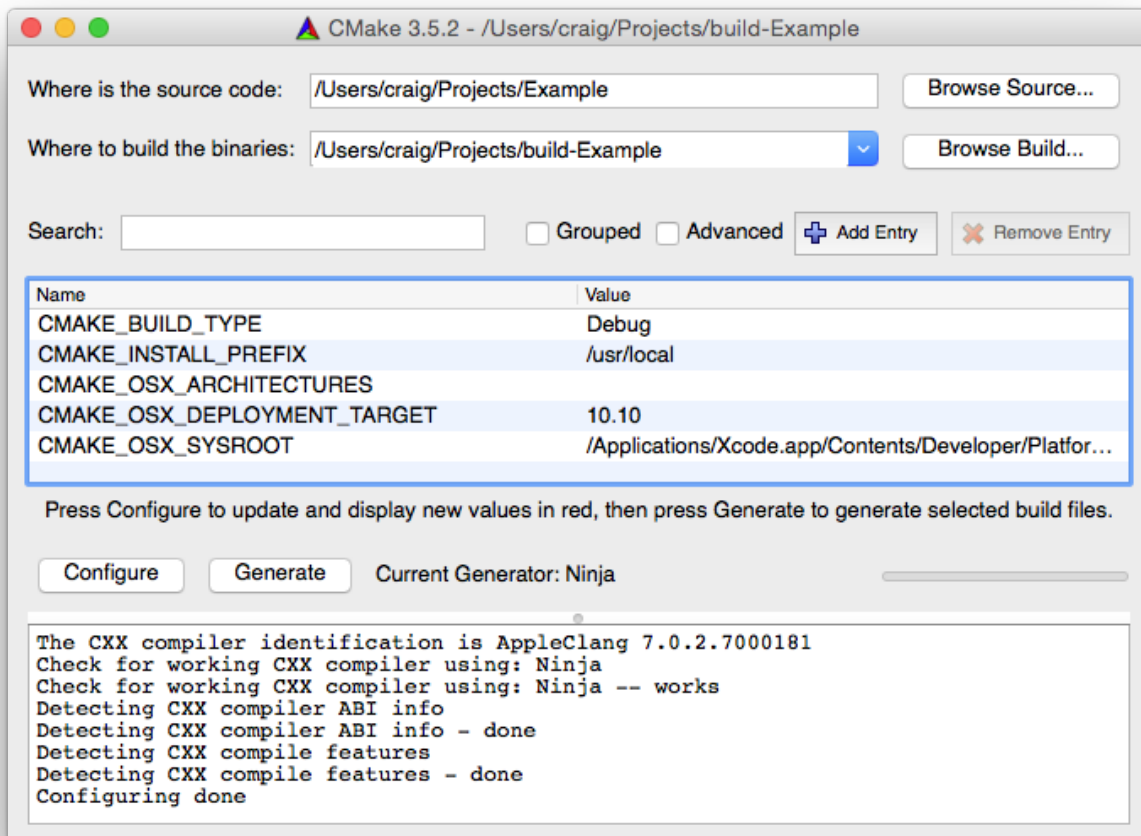 CMake 3.5.2 - /Users/craig/Projects/build-Example
Where is the source code: /Users/craig/Projects/Example Browse Source...
Where to build the binaries: /Users/craig/Projects/build-Example Browse Build...
Search: Grouped Advanced Add Entry Remove Entry
Name Value
CMAKE_BUILD_TYPE Debug
CMAKE_INSTALL_PREFIX /usr/local
CMAKE_OSX_ARCHITECTURES
CMAKE_OSX_DEPLOYMENT_TARGET 10.10
CMAKE_OSX_SYSROOT /Applications/Xcode.app/Contents/Developer/Platfor...
Press Configure to update and display new values in red, then press Generate to generate selected build files.
Configure Generate Current Generator: Ninja
The CXX compiler identification is AppleClang 7.0.2.7000181
Check for working CXX compiler using: Ninja
Check for working CXX compiler using: Ninja -- works
Detecting CXX compiler ABI info
Detecting CXX compiler ABI info - done
Detecting CXX compile features
Detecting CXX compile features - done
Configuring done